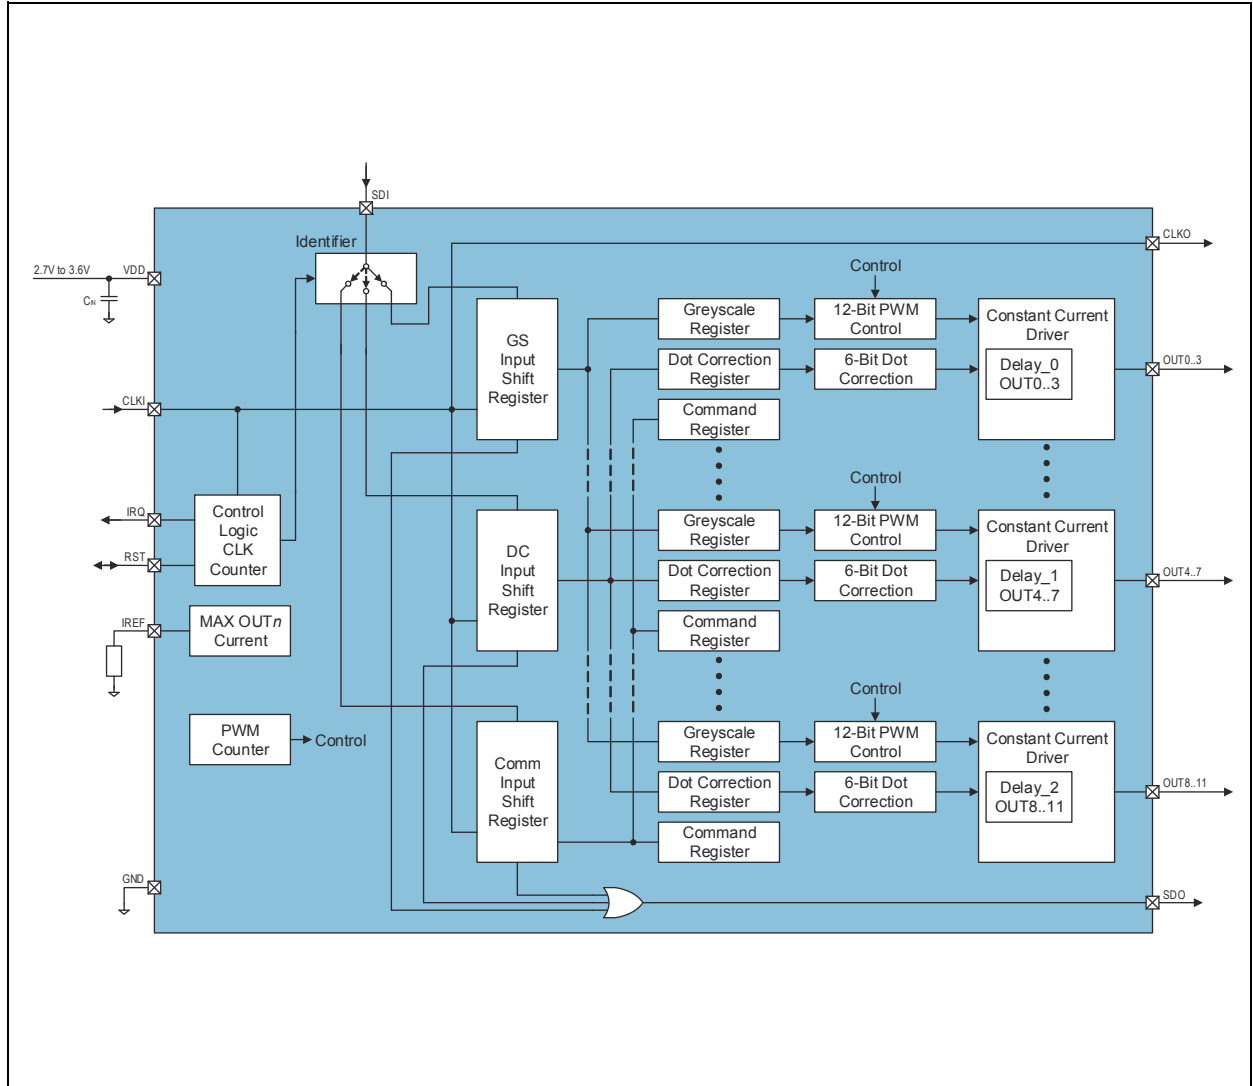 SDI
Identifier
CLKO
2.7V to 3.6V
VDD
CIN
Control
GS
Input
Shift
Register
Greyscale
Register
12-Bit PWM
Control
Constant Current
Driver
Dot Correction
Register
6-Bit Dot
Correction
Delay_0
OUT0..3
OUT0..3
CLKI
Command
Register
Control
IRQ
RST
Control
Logic
CLK
Counter
DC
Input
Shift
Register
Greyscale
Register
12-Bit PWM
Control
Constant Current
Driver
Dot Correction
Register
6-Bit Dot
Correction
Delay_1
OUT4..7
OUT4..7
IREF
MAX OUTn
Current
Command
Register
Control
PWM
Counter
Control
Comm
Input
Shift
Register
Greyscale
Register
12-Bit PWM
Control
Constant Current
Driver
Dot Correction
Register
6-Bit Dot
Correction
Delay_2
OUT8..11
OUT8..11
Command
Register
GND
SDO